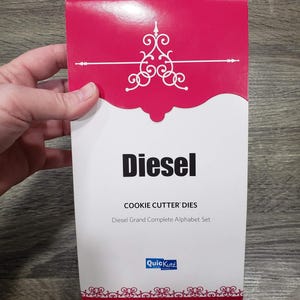 Diesel
COOKIE CUTTER DIES
Diesel Grand Complete Alphabet Set
QuicKutz